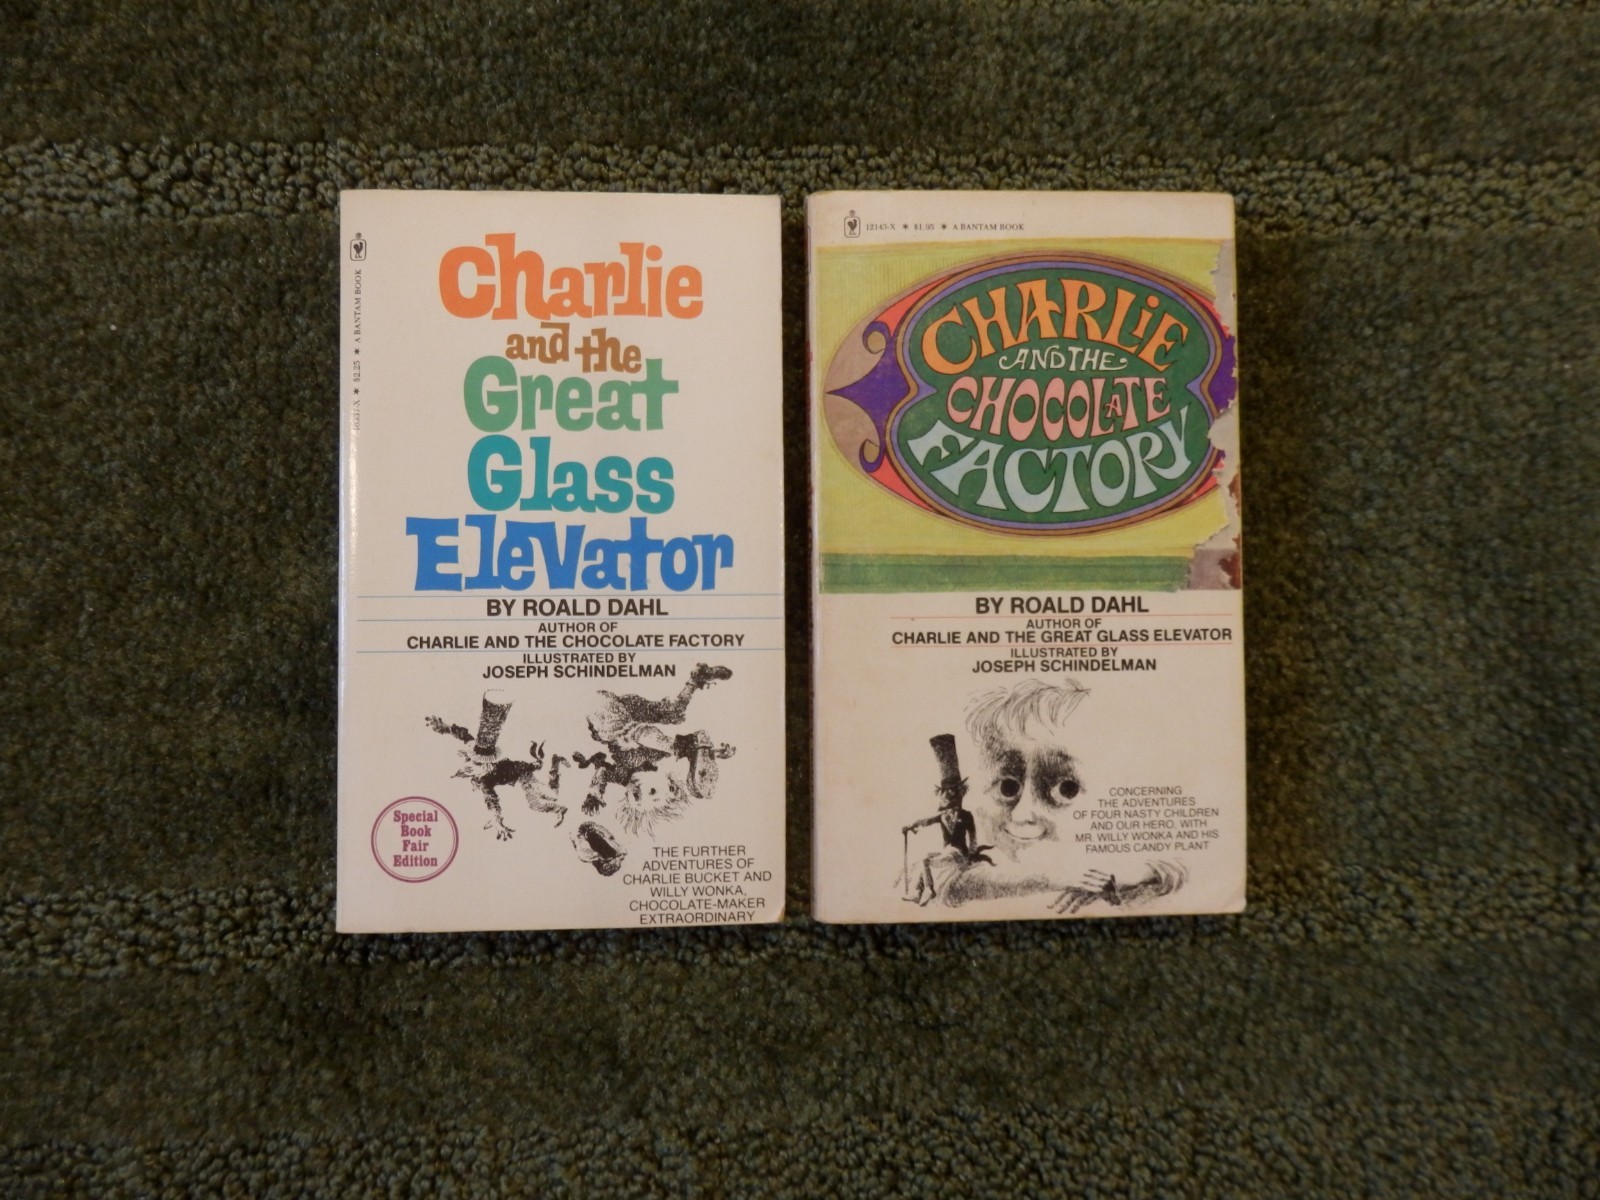 Charlie
and the
Great
Glass
Elevator
BY ROALD DAHL
AUTHOR OF
CHARLIE AND THE CHOCOLATE FACTORY
ILLUSTRATED BY
JOSEPH SCHINDELMAN
Special
Book
Fair
Edition
THE FURTHER
ADVENTURES OF
CHARLIE BUCKET AND
WILLY WONKA,
CHOCOLATE-MAKER
EXTRAORDINARY
$2.25 * A BANTAM BOOK
12143-X * $1.95 * A BANTAM BOOK
CHARLiE
AND THE
CHOCOLATE
FACTORY
BY ROALD DAHL
AUTHOR OF
CHARLIE AND THE GREAT GLASS ELEVATOR
ILLUSTRATED BY
JOSEPH SCHINDELMAN
CONCERNING
THE ADVENTURES
OF FOUR NASTY CHILDREN
AND OUR HERO, WITH
MR. WILLY WONKA AND HIS
FAMOUS CANDY PLANT